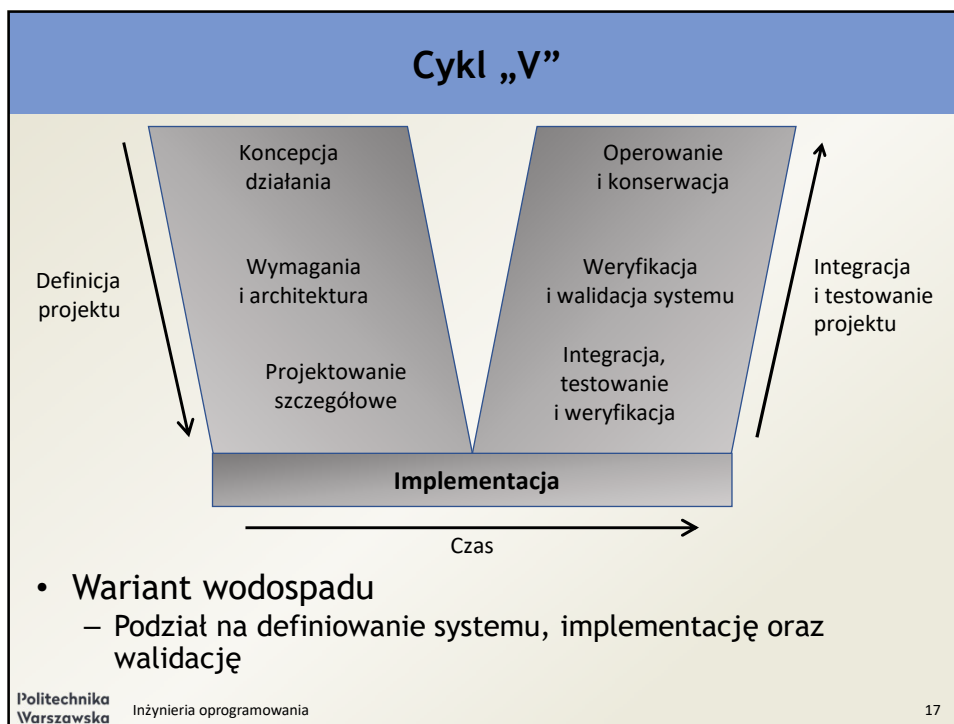 Cykl „V”
Koncepcja
działania
Operowanie
i konserwacja
Definicja
projektu
Wymagania
i architektura
Weryfikacja
i walidacja systemu
Integracja
i testowanie
projektu
Projektowanie
szczegółowe
Integracja,
testowanie
i weryfikacja
Implementacja
Czas
• Wariant wodospadu
– Podział na definiowanie systemu, implementację oraz
walidację
Politechnika
Warszawska
Inżynieria oprogramowania
17